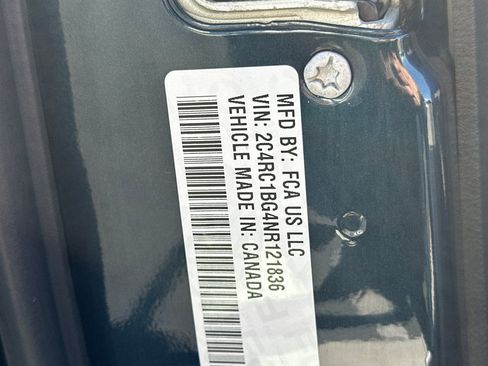 MFD BY: FCA US LLC
VIN: 2C4RC1BG4NR121836
VEHICLE MADE IN: CANADA